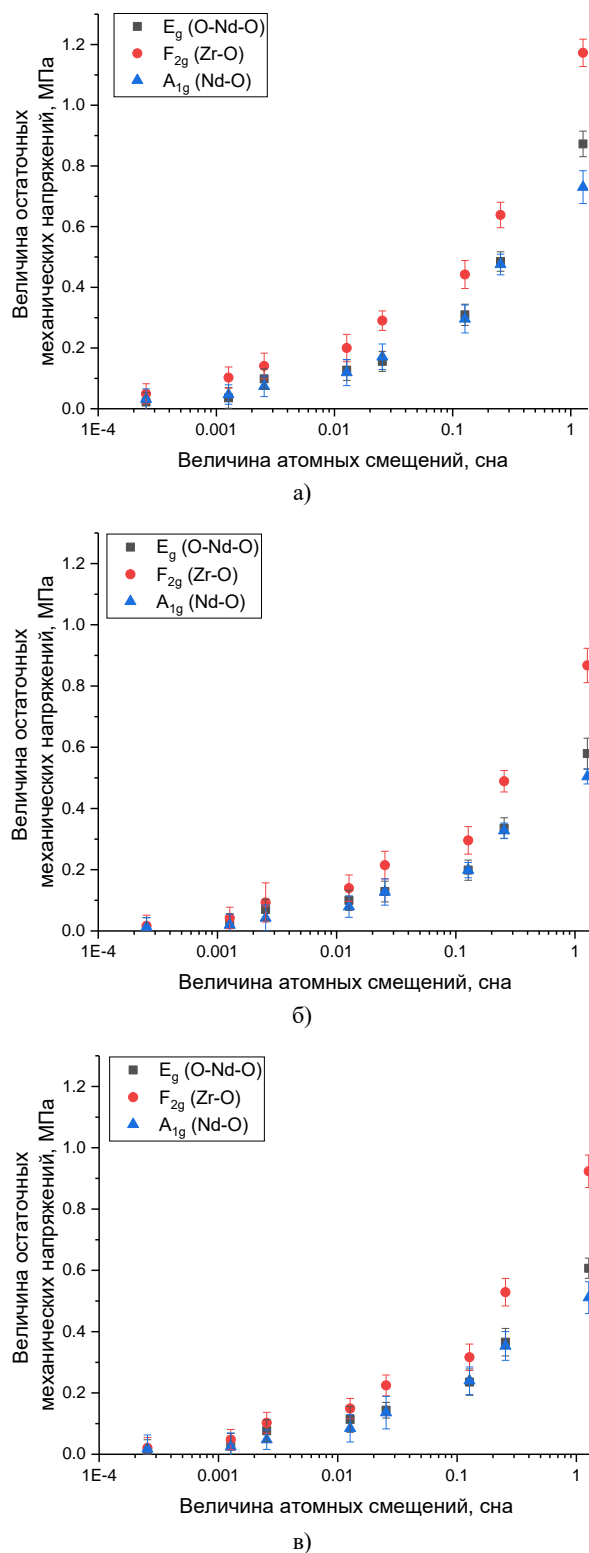 E_g (O-Nd-O)
F_2g (Zr-O)
A_1g (Nd-O)
Величина остаточных
механических напряжений, МПа
1.2
1.0
0.8
0.6
0.4
0.2
0.0
1E-4
0.001
0.01
0.1
1
Величина атомных смещений, сна
а)
E_g (O-Nd-O)
F_2g (Zr-O)
A_1g (Nd-O)
Величина остаточных
механических напряжений, МПа
1.2
1.0
0.8
0.6
0.4
0.2
0.0
1E-4
0.001
0.01
0.1
1
Величина атомных смещений, сна
б)
E_g (O-Nd-O)
F_2g (Zr-O)
A_1g (Nd-O)
Величина остаточных
механических напряжений, МПа
1.2
1.0
0.8
0.6
0.4
0.2
0.0
1E-4
0.001
0.01
0.1
1
Величина атомных смещений, сна
в)